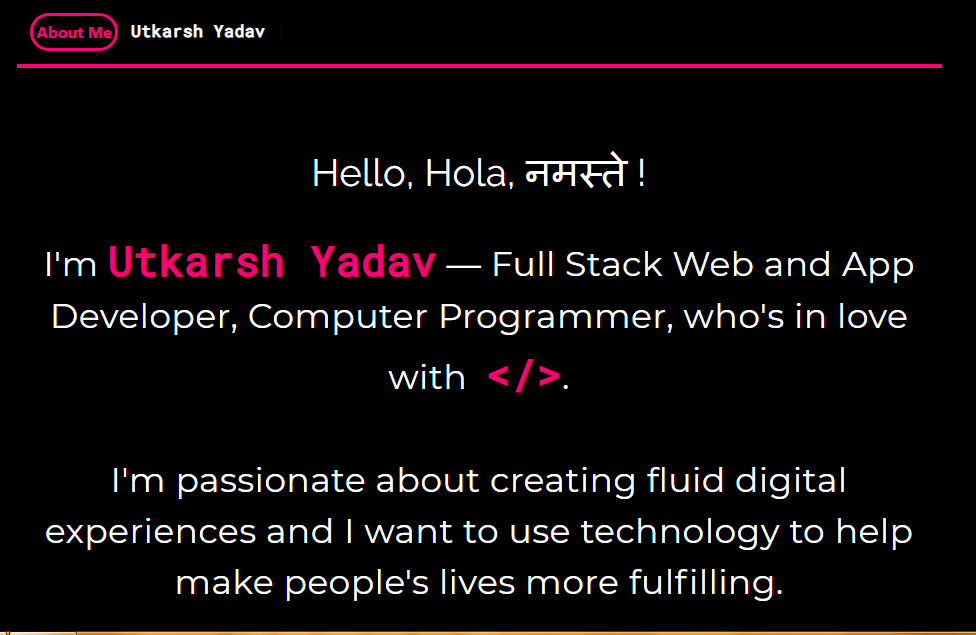 About Me Utkarsh Yadav
Hello, Hola, नमस्ते !
I'm Utkarsh Yadav — Full Stack Web and App
Developer, Computer Programmer, who's in love
with </>.
I'm passionate about creating fluid digital
experiences and I want to use technology to help
make people's lives more fulfilling.